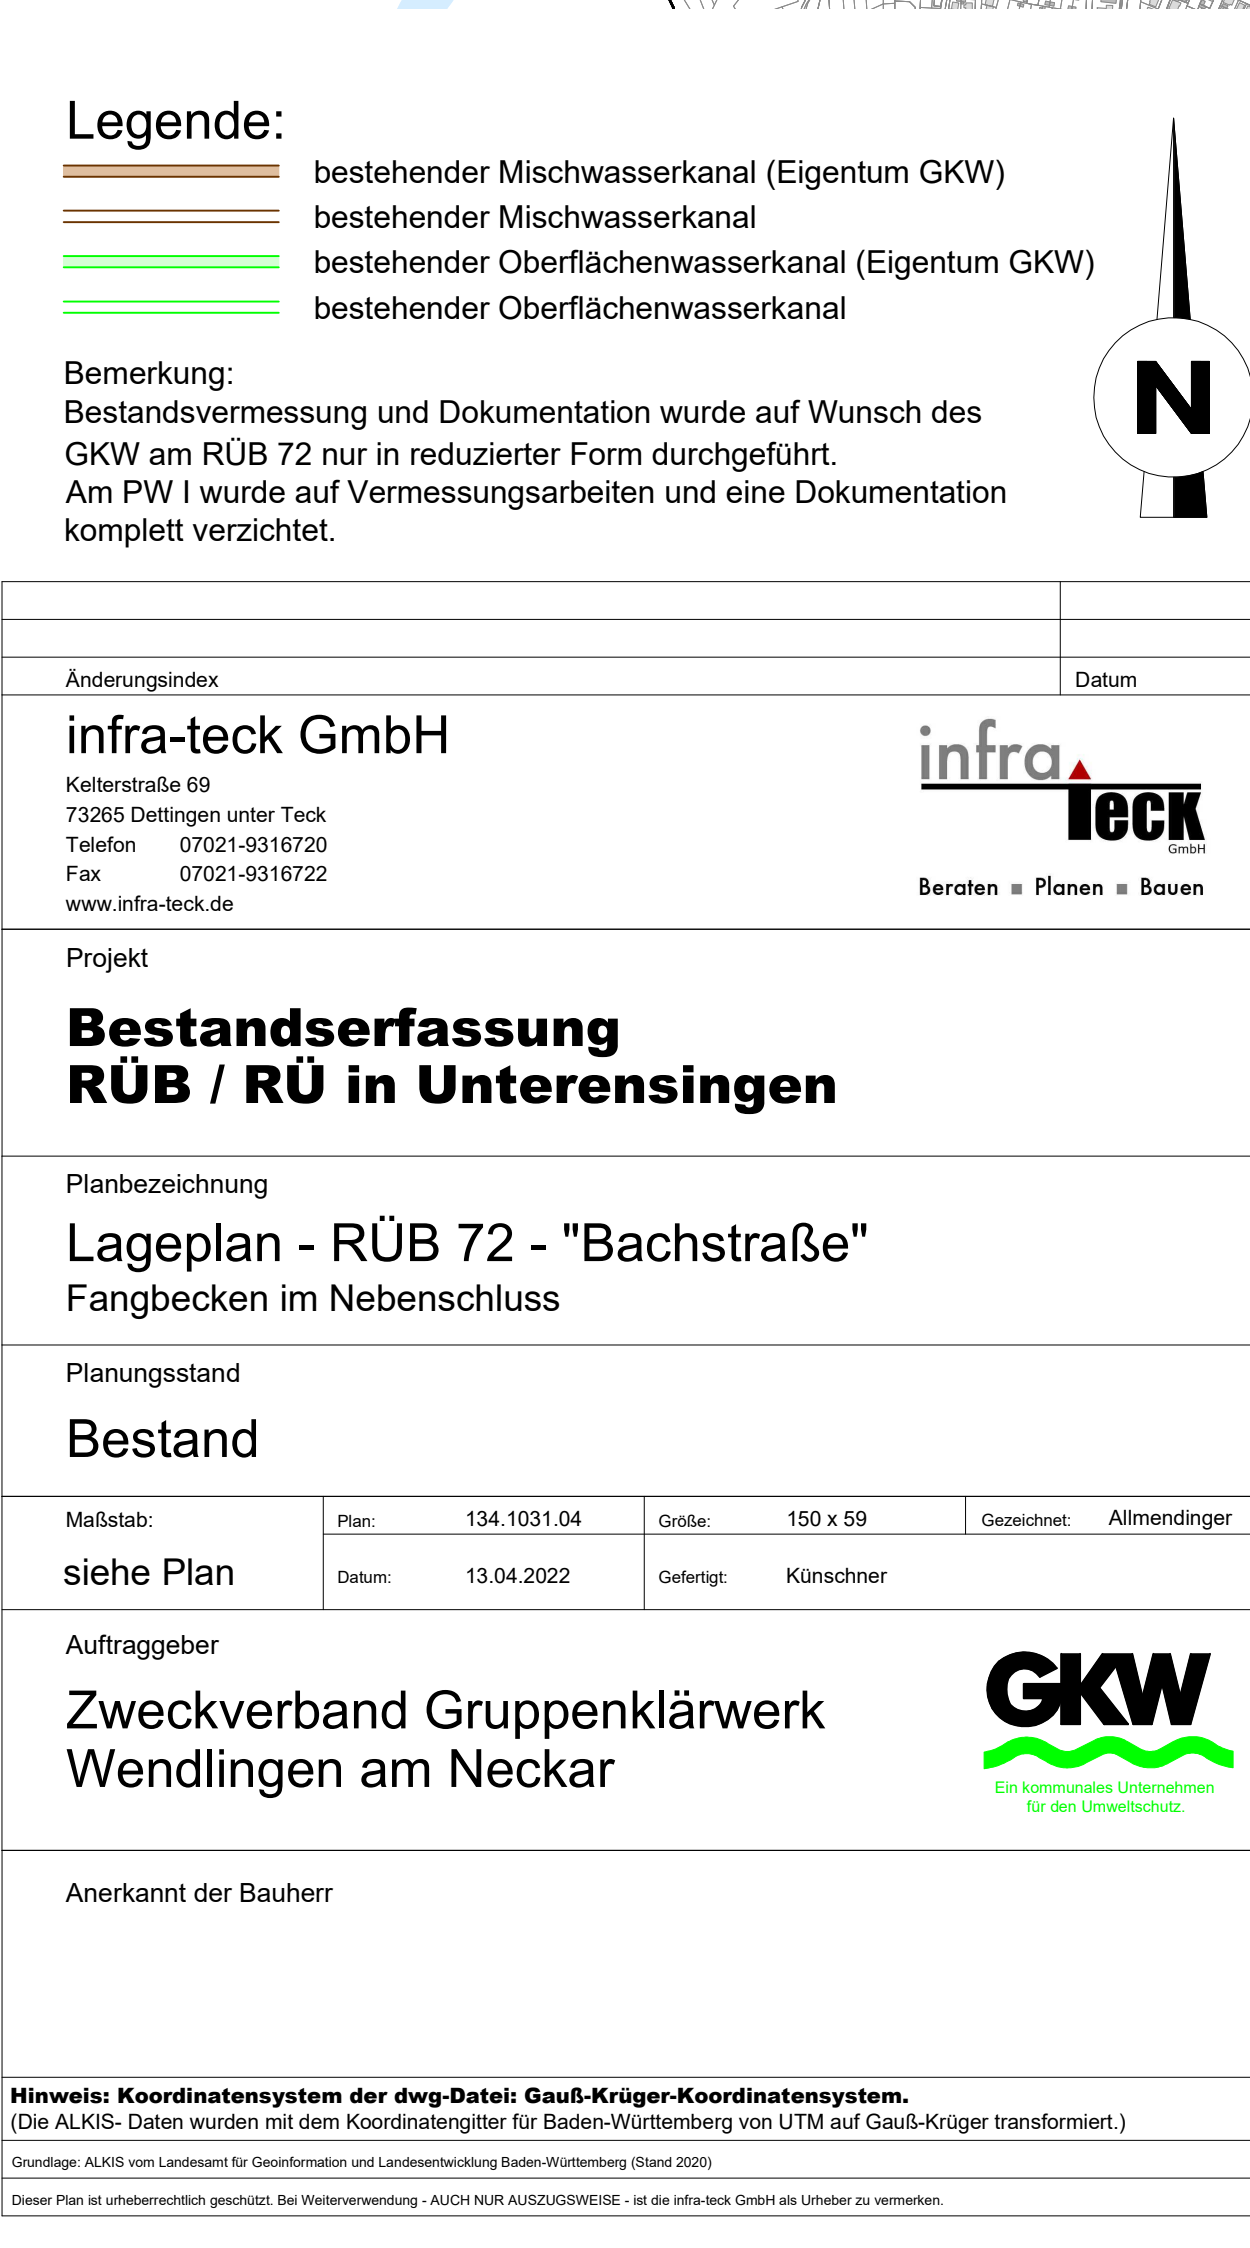 Legende:
bestehender Mischwasserkanal (Eigentum GKW)
bestehender Mischwasserkanal
bestehender Oberflächenwasserkanal (Eigentum GKW)
bestehender Oberflächenwasserkanal
N
Bemerkung:
Bestandsvermessung und Dokumentation wurde auf Wunsch des
GKW am RÜB 72 nur in reduzierter Form durchgeführt.
Am PW I wurde auf Vermessungsarbeiten und eine Dokumentation
komplett verzichtet.
Änderungsindex Datum
infra-teck GmbH
Kelterstraße 69
73265 Dettingen unter Teck
Telefon 07021-9316720
Fax 07021-9316722
www.infra-teck.de
infra
Teck
GmbH
Beraten ■ Planen ■ Bauen
Projekt
Bestandserfassung
RÜB / RÜ in Unterensingen
Planbezeichnung
Lageplan - RÜB 72 - "Bachstraße"
Fangbecken im Nebenschluss
Planungsstand
Bestand
Maßstab: Plan: 134.1031.04 Größe: 150 x 59 Gezeichnet: Allmendinger
siehe Plan Datum: 13.04.2022 Gefertigt: Künschner
Auftraggeber
Zweckverband Gruppenklärwerk
Wendlingen am Neckar
GKW
Ein kommunales Unternehmen
für den Umweltschutz.
Anerkannt der Bauherr
Hinweis: Koordinatensystem der dwg-Datei: Gauß-Krüger-Koordinatensystem.
(Die ALKIS- Daten wurden mit dem Koordinatengitter für Baden-Württemberg von UTM auf Gauß-Krüger transformiert.)
Grundlage: ALKIS vom Landesamt für Geoinformation und Landesentwicklung Baden-Württemberg (Stand 2020)
Dieser Plan ist urheberrechtlich geschützt. Bei Weiterverwendung - AUCH NUR AUSZUGSWEISE - ist die infra-teck GmbH als Urheber zu vermerken.